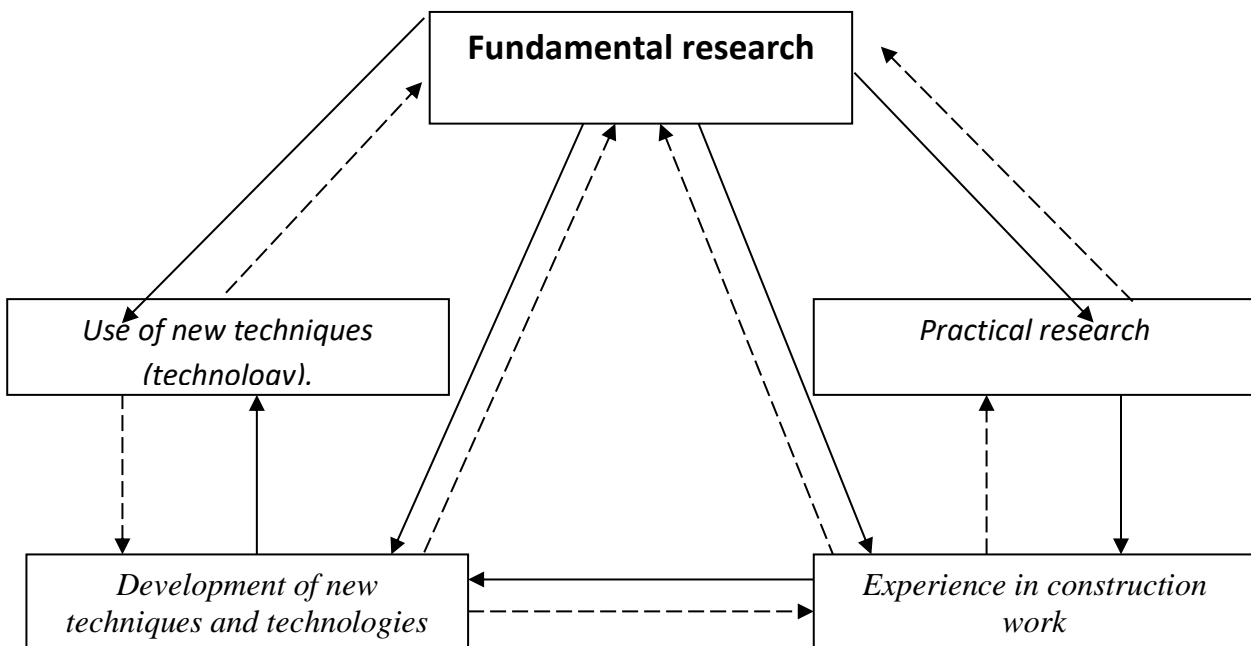 Fundamental research
Use of new techniques
(technology).
Practical research
Development of new
techniques and technologies
Experience in construction
work